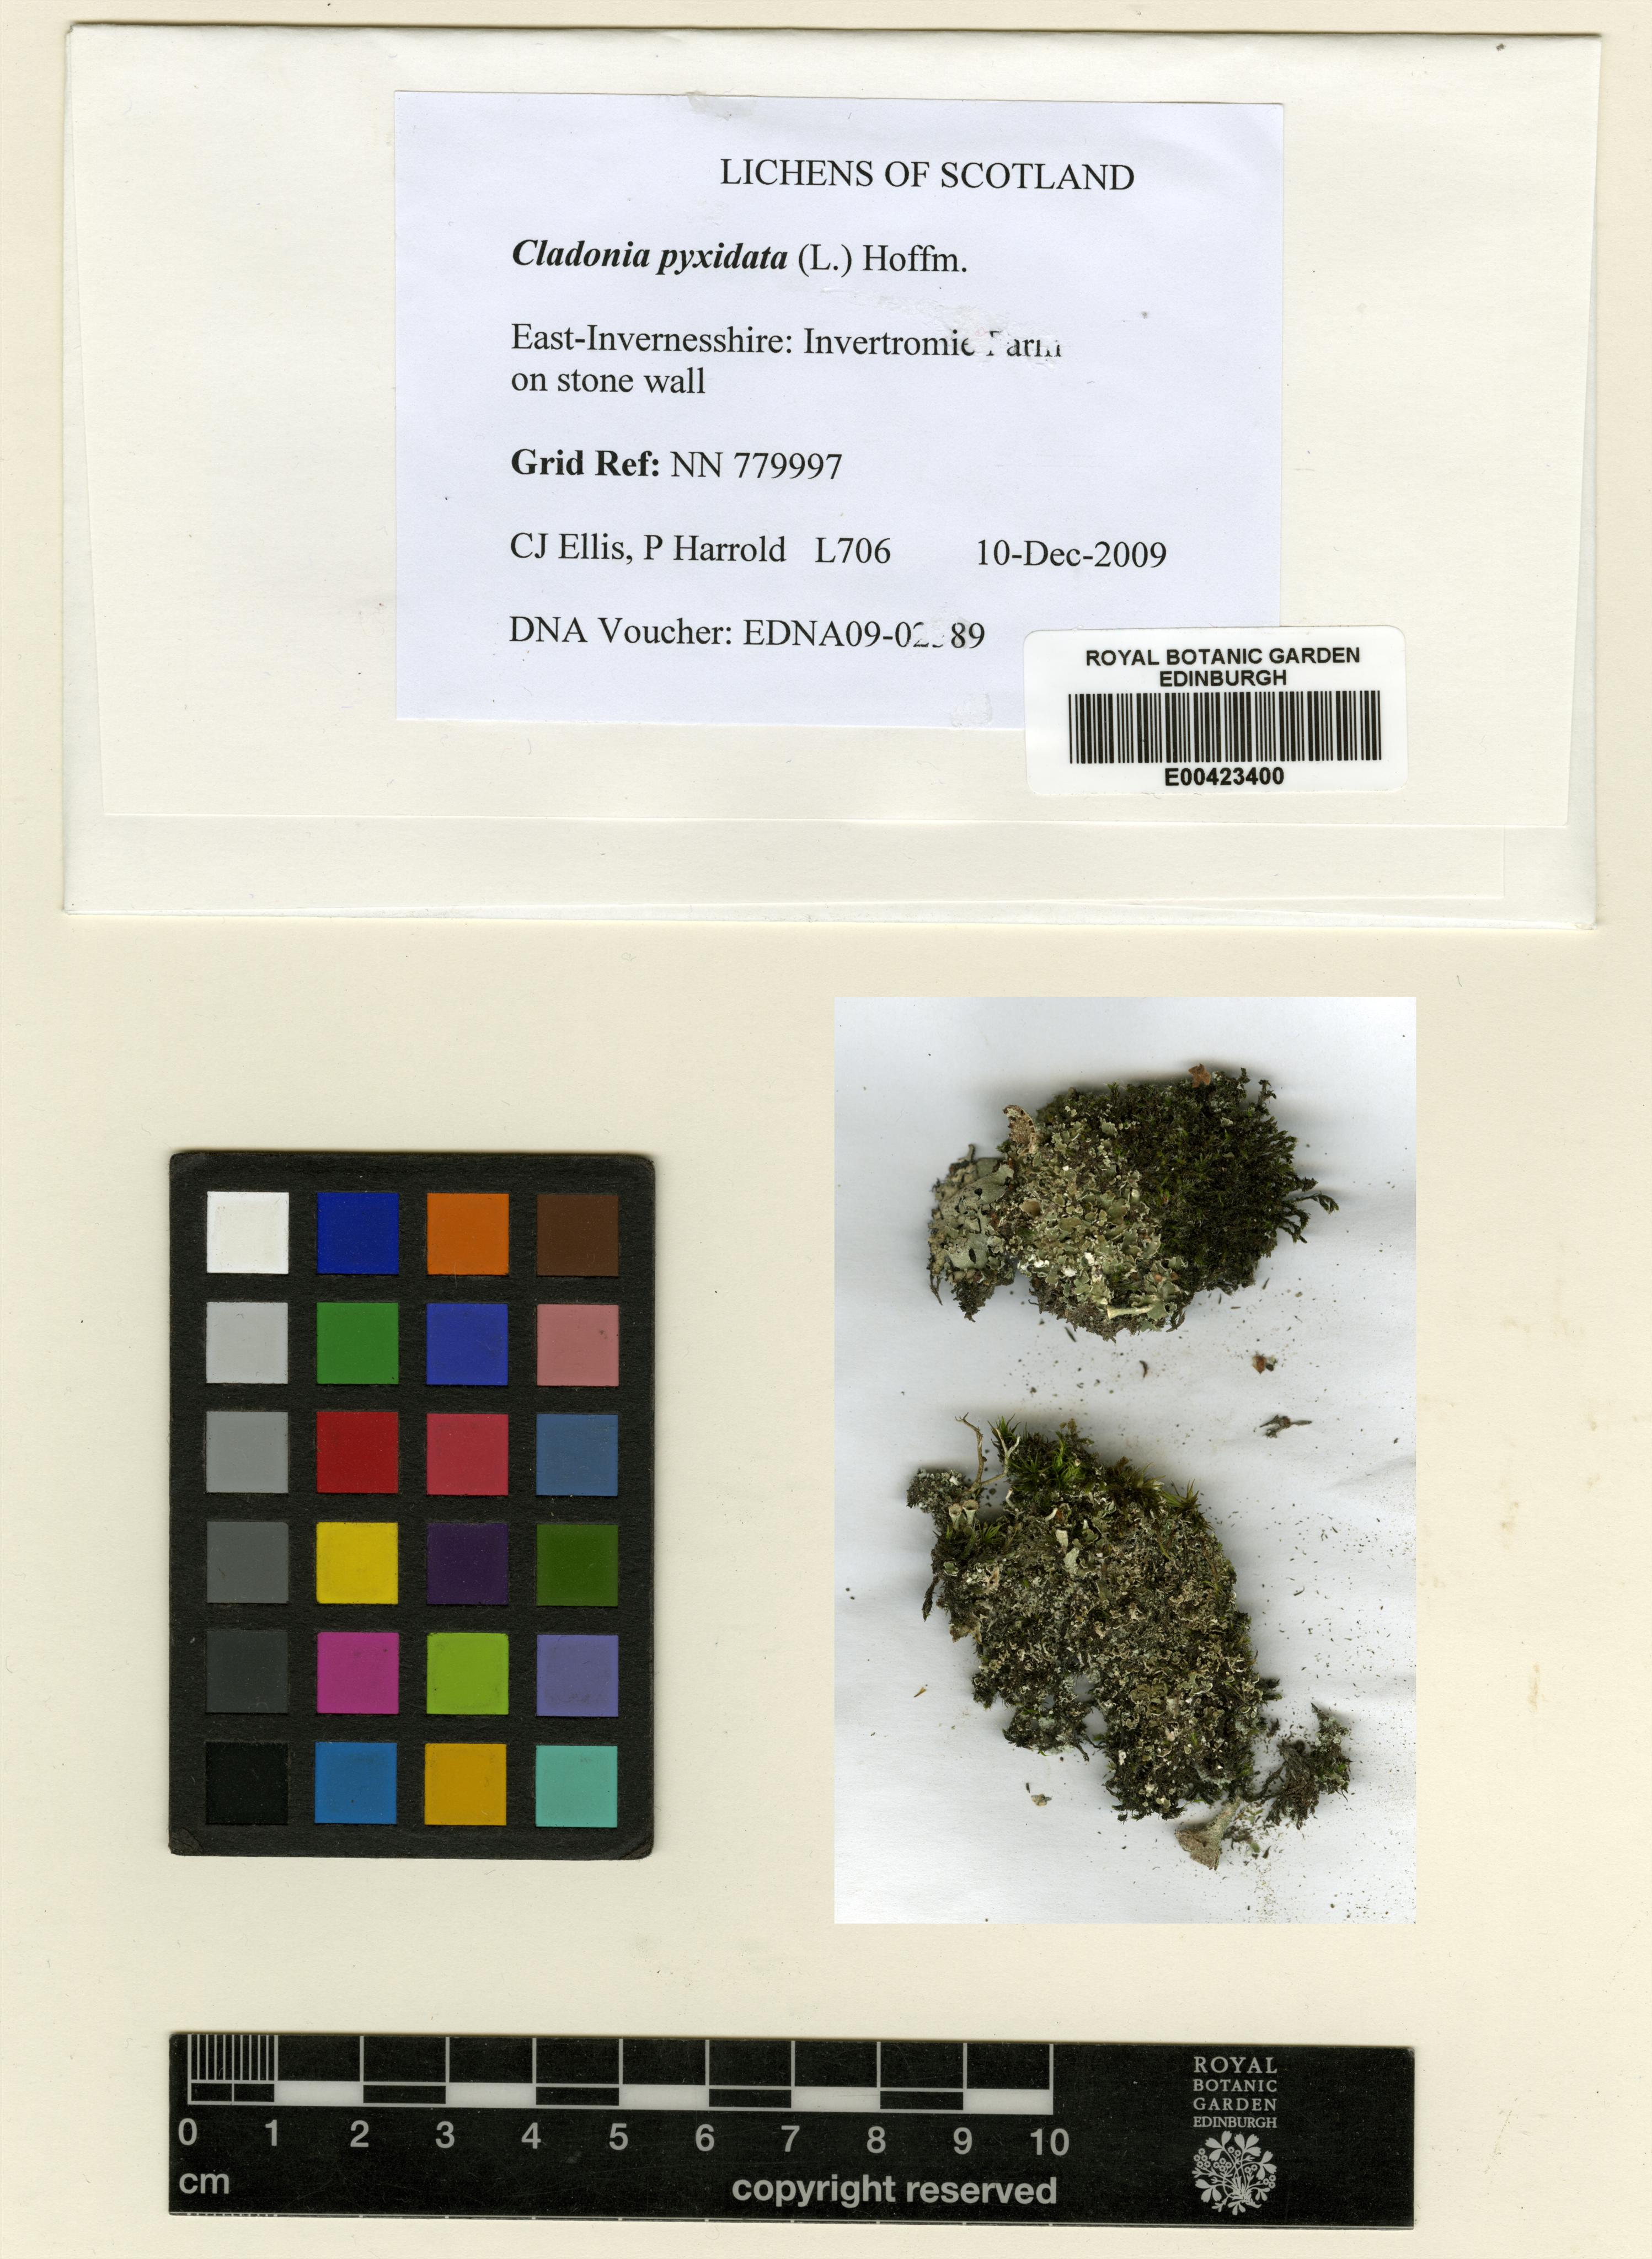 LICHENS OF SCOTLAND
Cladonia pyxidata (L.) Hoffm.
East-Invernesshire: Invertromie Farm
on stone wall
Grid Ref: NN 779997
CJ Ellis, P Harrold L706 10-Dec-2009
DNA Voucher:
ROYAL BOTANIC GARDEN
EDINBURGH
E00423400
0 1 2 3 4 5 6 7 8 9 10
cm
copyright reserved
ROYAL
BOTANIC
GARDEN
EDINBURGH